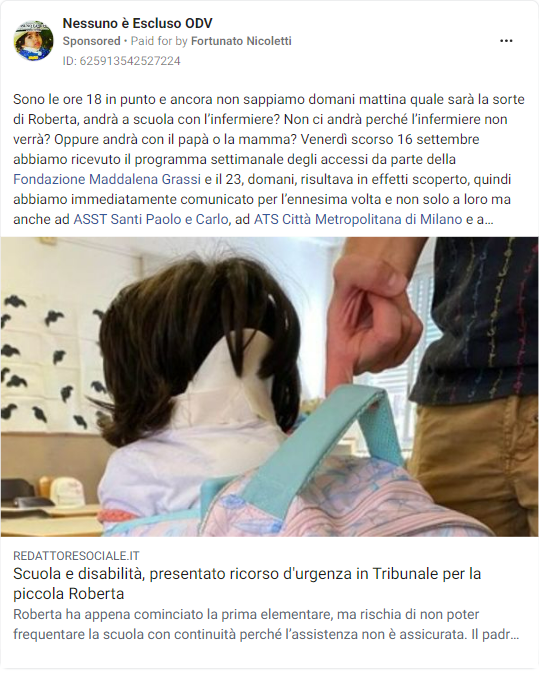 Nessuno è Escluso ODV
Sponsored • Paid for by Fortunato Nicoletti
ID: 625913542527224
Sono le ore 18 in punto e ancora non sappiamo domani mattina quale sarà la sorte
di Roberta, andrà a scuola con l’infermiere? Non ci andrà perché l’infermiere non
verrà? Oppure andrà con il papà o la mamma? Venerdì scorso 16 settembre
abbiamo ricevuto il programma settimanale degli accessi da parte della
Fondazione Maddalena Grassi e il 23, domani, risultava in effetti scoperto, quindi
abbiamo immediatamente comunicato per l’ennesima volta e non solo a loro ma
anche ad ASST Santi Paolo e Carlo, ad ATS Città Metropolitana di Milano e a...
REDATTORESOCIALE.IT
Scuola e disabilità, presentato ricorso d'urgenza in Tribunale per la
piccola Roberta
Roberta ha appena cominciato la prima elementare, ma rischia di non poter
frequentare la scuola con continuità perché l’assistenza non è assicurata. Il padr...